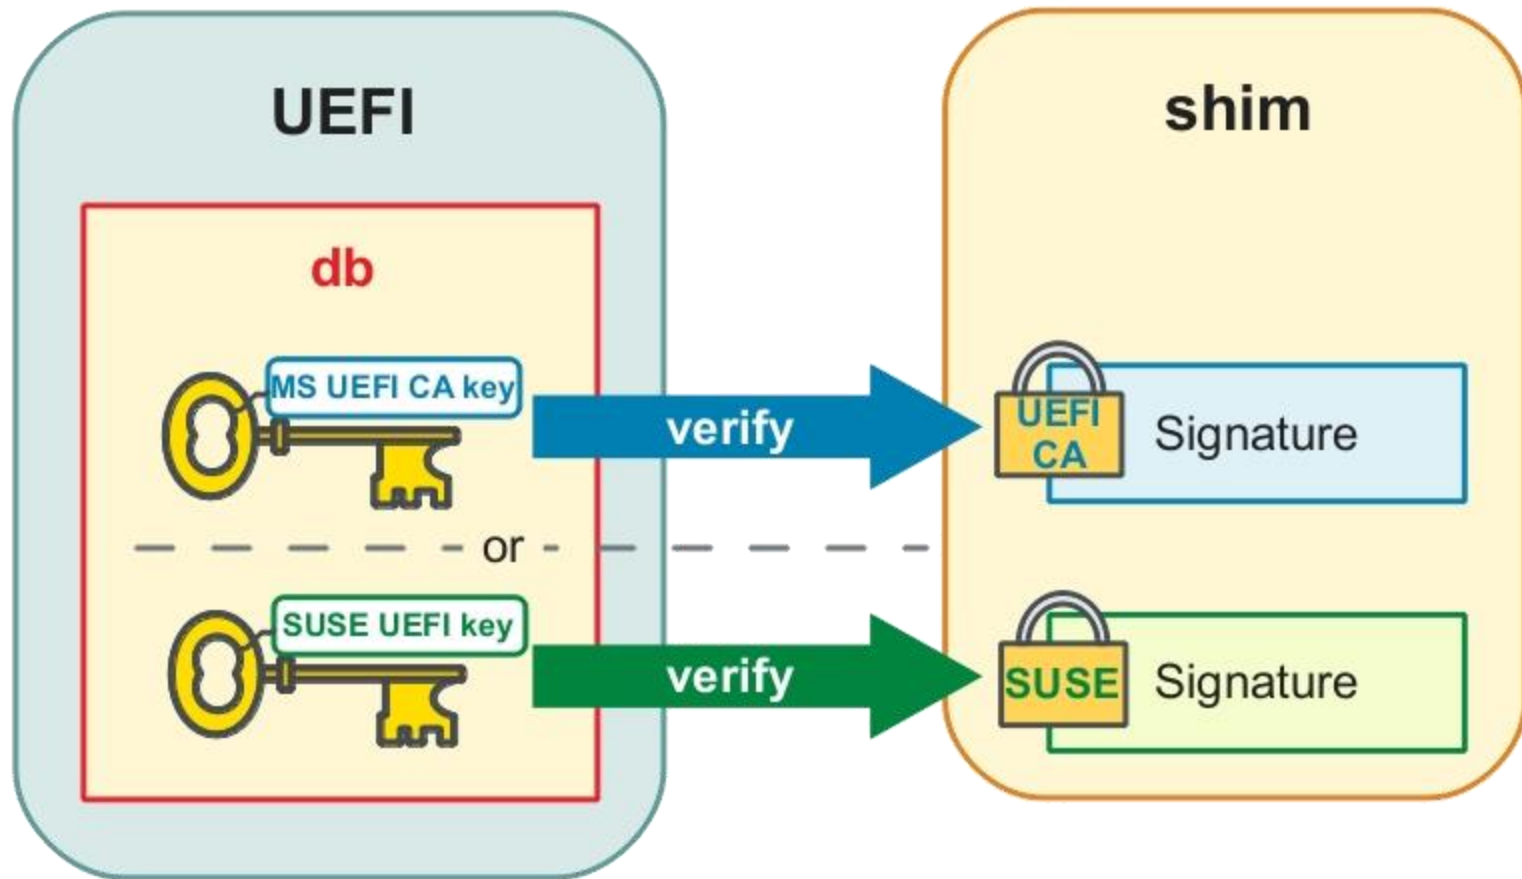 UEFI
db
MS UEFI CA key
or
SUSE UEFI key
verify
verify
shim
UEFI
CA
Signature
SUSE
Signature